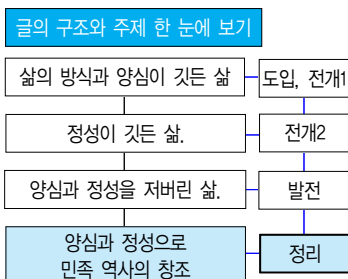 글의 구조와 주제 한 눈에 보기
삶의 방식과 양심이 깃든 삶
도입, 전개1
정성이 깃든 삶.
전개2
양심과 정성을 저버린 삶.
발전
양심과 정성으로
민족 역사의 창조
정리